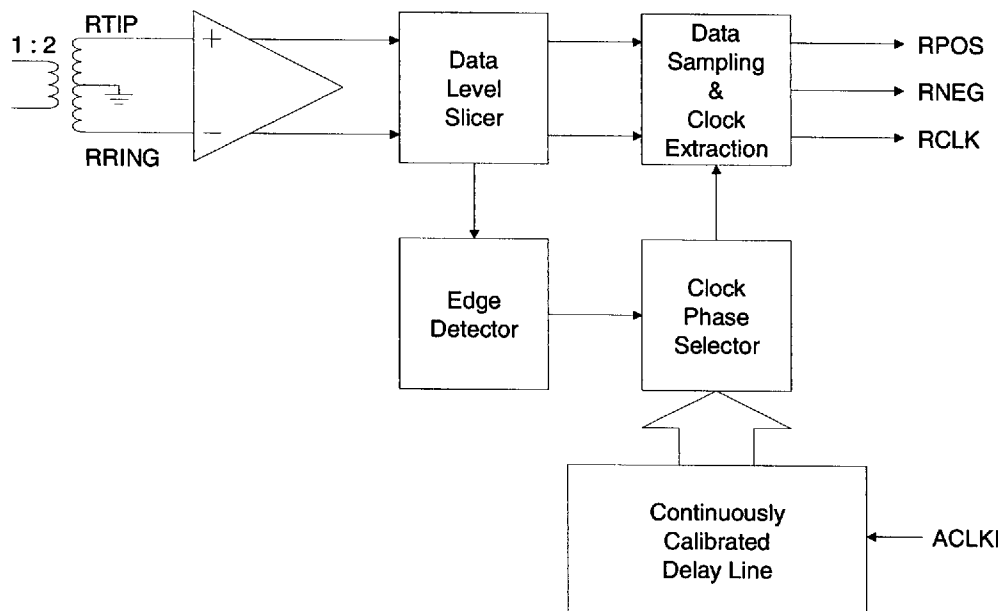 1 : 2
RTIP
RRING
+
−
Data
Level
Slicer
Data
Sampling
&
Clock
Extraction
RPOS
RNEG
RCLK
Edge
Detector
Clock
Phase
Selector
Continuously
Calibrated
Delay Line
ACLKI